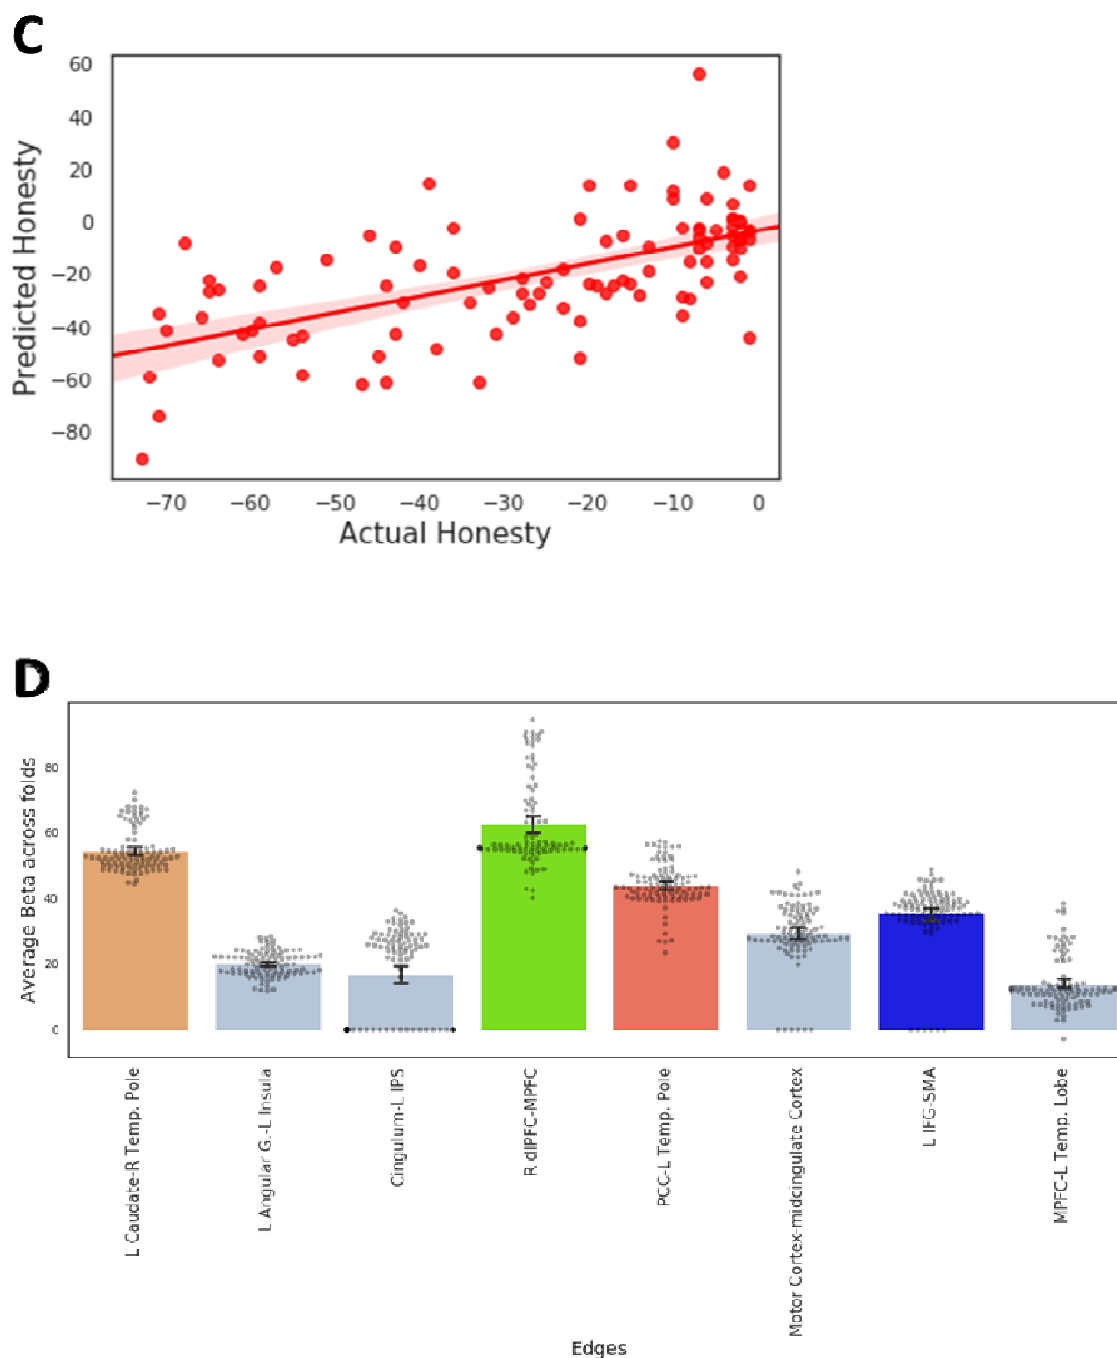 C
60
40
20
0
−20
−40
−60
−80
Predicted Honesty
−70 −60 −50 −40 −30 −20 −10 0
Actual Honesty
D
80
60
40
20
0
Average Beta across folds
L Caudate-R Temp. Pole
L Angular G.-L Insula
Cingulum-L IPS
R dlPFC-MPFC
PCC-L Temp. Pole
Motor Cortex-midcingulate Cortex
L IFG-SMA
MPFC-L Temp. Lobe
Edges